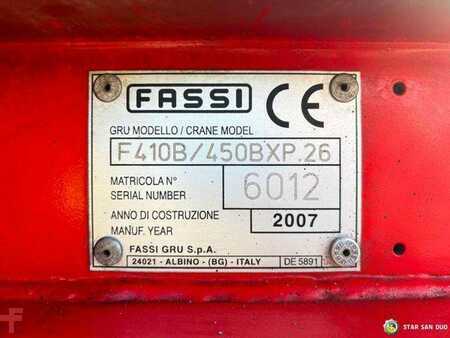 FASSI CE
GRU MODELLO / CRANE MODEL
F410B/450BXP.26
MATRICOLA N°
SERIAL NUMBER
6012
ANNO DI COSTRUZIONE
MANUF. YEAR
2007
FASSI GRU S.p.A.
24021 - ALBINO - (BG) - ITALY
DE 5891
STAR SAN DUO